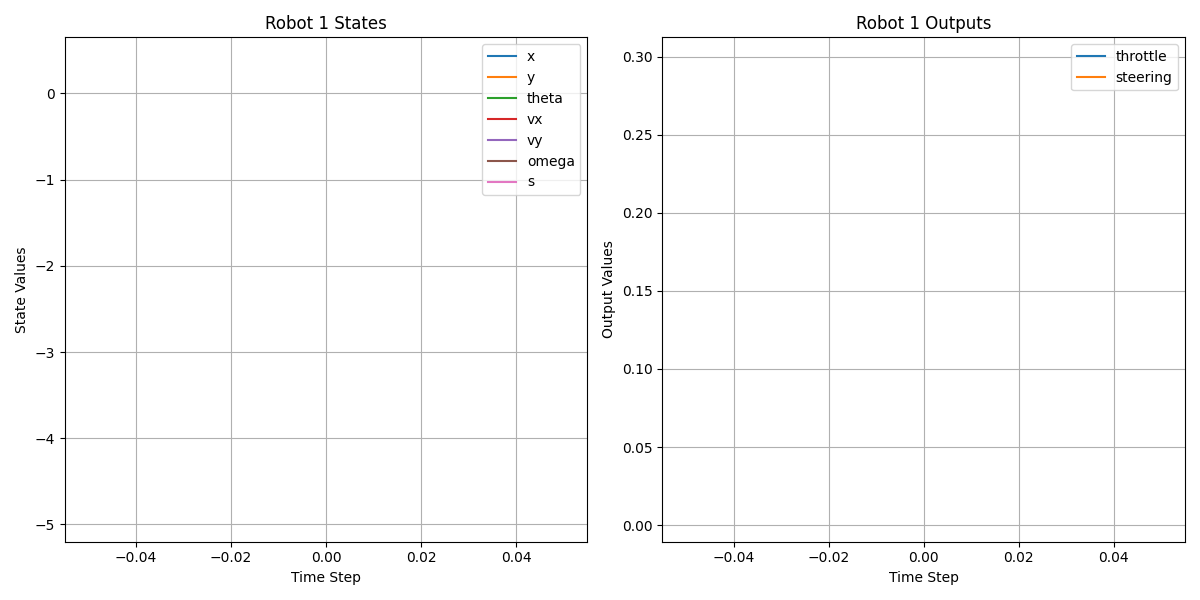 Robot 1 States
x
y
theta
vx
vy
omega
s
0
−1
−2
−3
−4
−5
State Values
−0.04
−0.02
0.00
0.02
0.04
Time Step
Robot 1 Outputs
throttle
steering
0.30
0.25
0.20
0.15
0.10
0.05
0.00
Output Values
−0.04
−0.02
0.00
0.02
0.04
Time Step